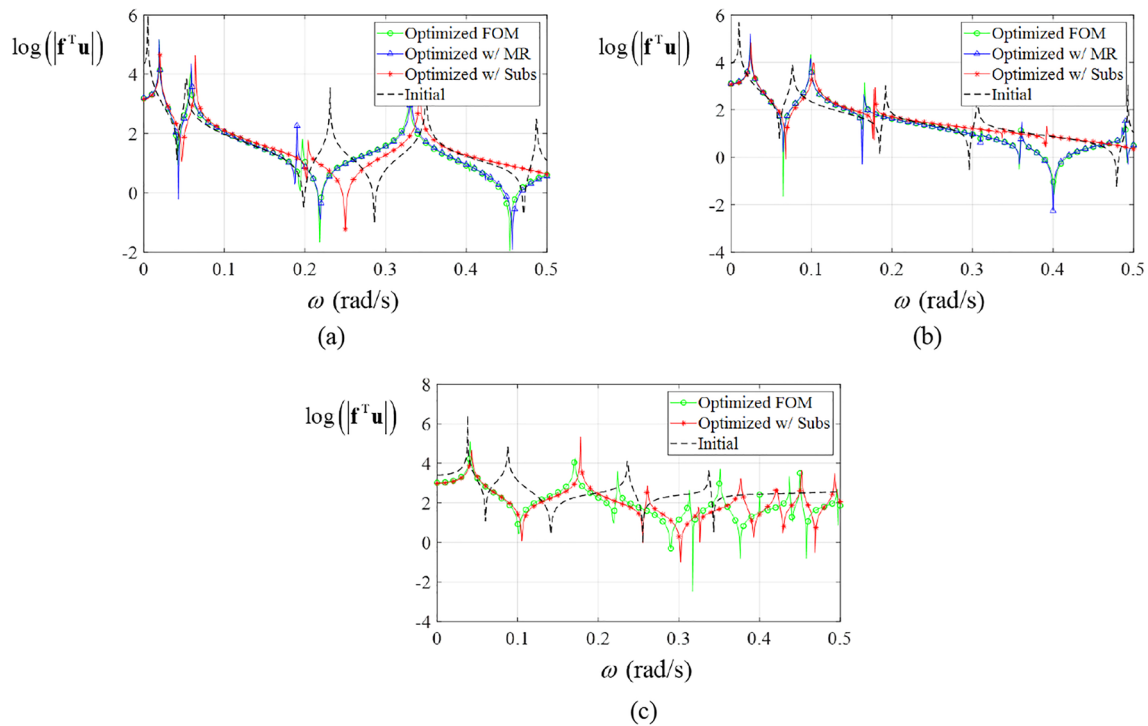 log(|fᵀu|)
6
4
2
0
-2
Optimized FOM
Optimized w/ MR
Optimized w/ Subs
Initial
0 0.1 0.2 0.3 0.4 0.5
ω (rad/s)
(a)
log(|fᵀu|)
6
4
2
0
-2
-4
Optimized FOM
Optimized w/ MR
Optimized w/ Subs
Initial
0 0.1 0.2 0.3 0.4 0.5
ω (rad/s)
(b)
log(|fᵀu|)
8
6
4
2
0
-2
-4
Optimized FOM
Optimized w/ Subs
Initial
0 0.1 0.2 0.3 0.4 0.5
ω (rad/s)
(c)